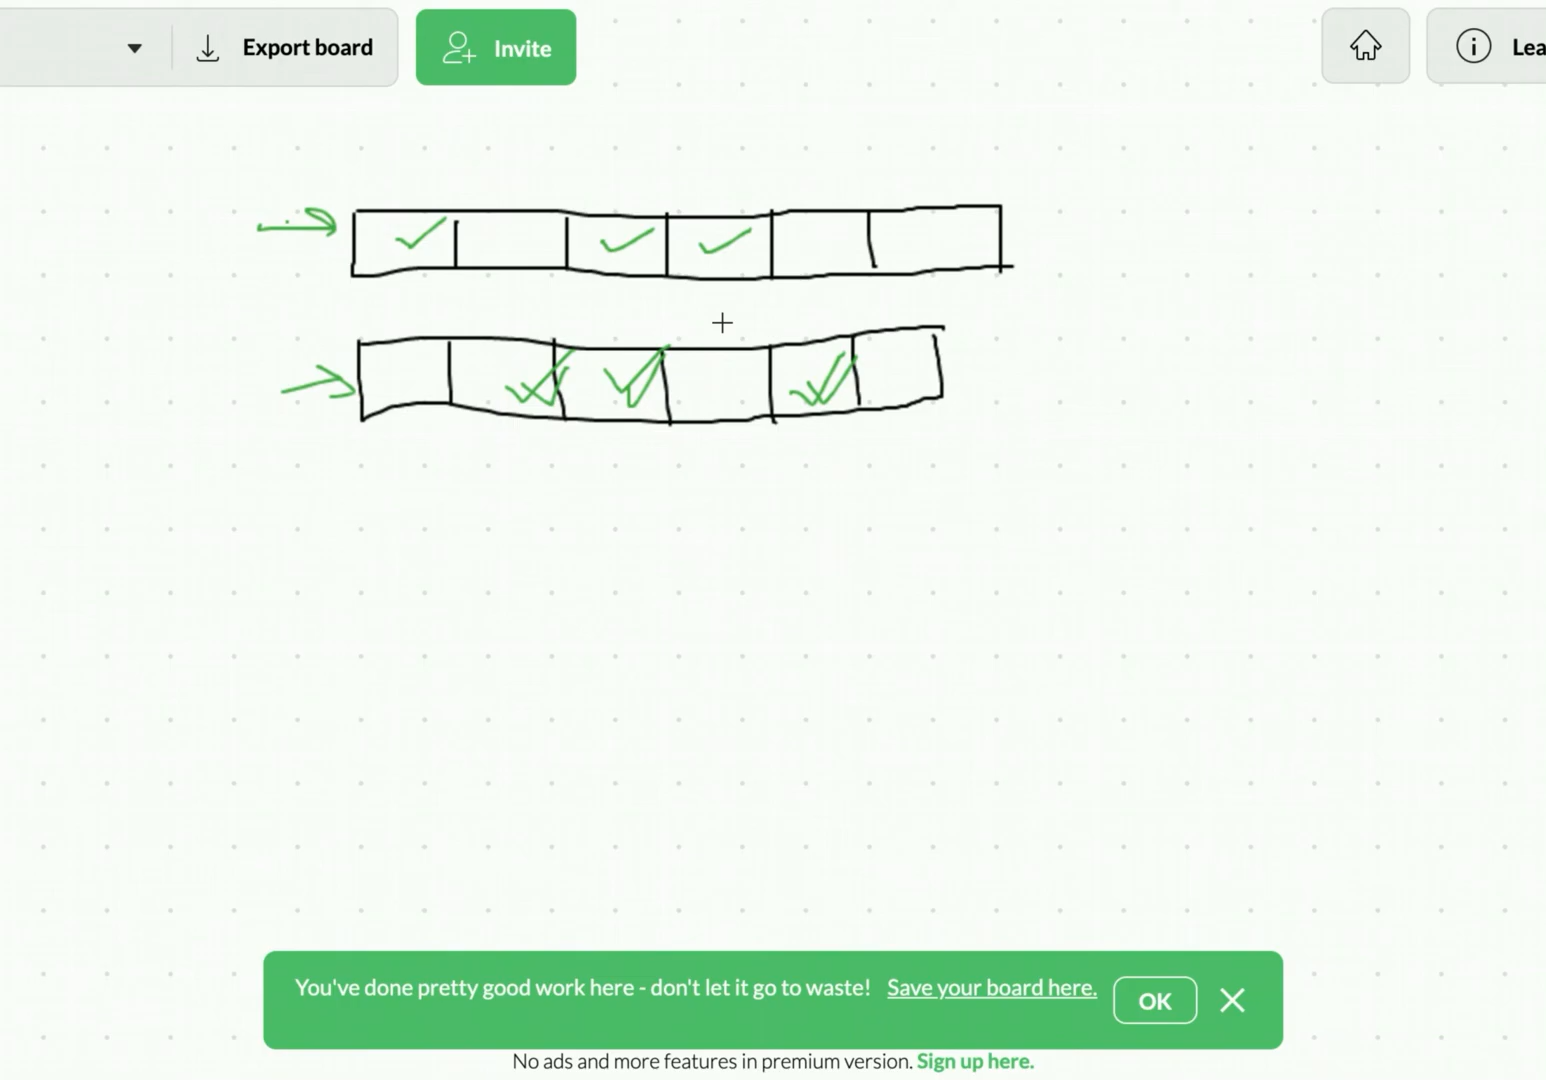 Export board
Invite
Lea
You've done pretty good work here - don't let it go to waste! Save your board here.
OK
No ads and more features in premium version. Sign up here.